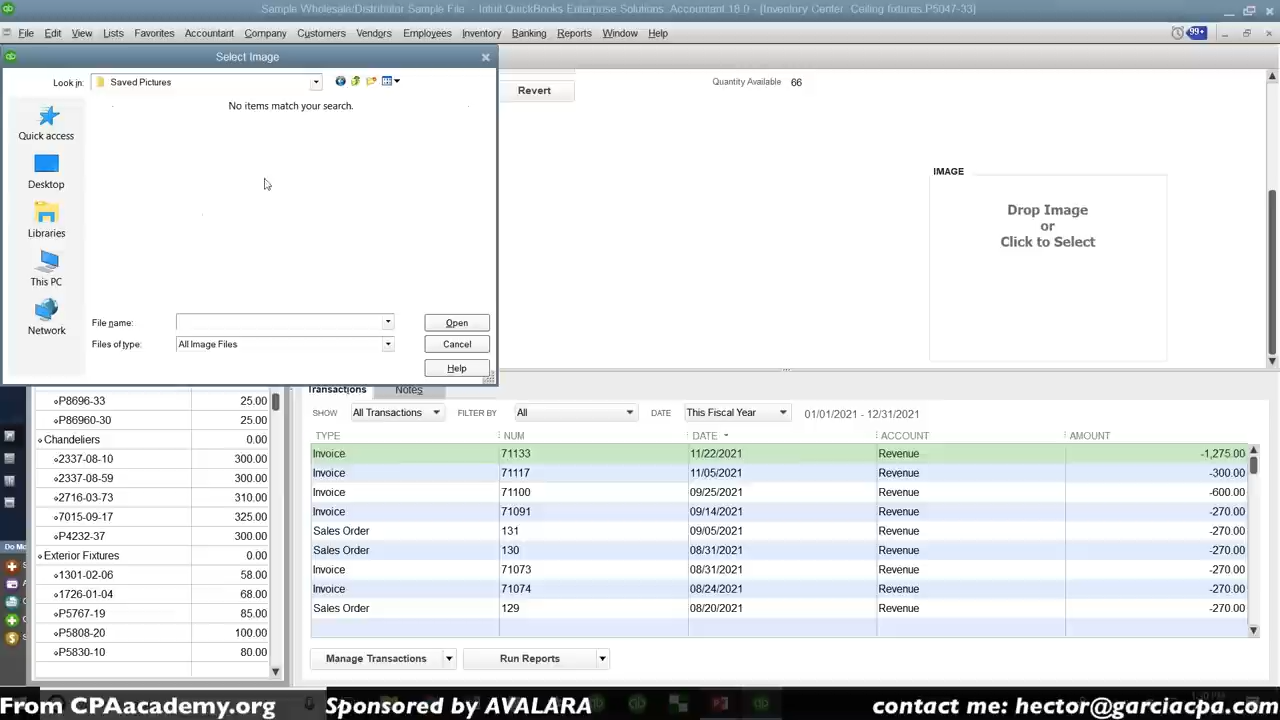 Sample Wholesale/Distributor Sample File - Intuit QuickBooks Enterprise Solutions: Accountant 18.0 - [Inventory Center: Ceiling fixtures:P5047-33]
File Edit View Lists Favorites Accountant Company Customers Vendors Employees Inventory Banking Reports Window Help 99+
Select Image
Look in: Saved Pictures
No items match your search.
Quick access
Desktop
Libraries
This PC
Network
File name: Open
Files of type: All Image Files Cancel
Help
Revert
Quantity Available 66
IMAGE
Drop Image
or
Click to Select
P8696-33 25.00
P86960-30 25.00
Chandeliers 0.00
2337-08-10 300.00
2337-08-59 300.00
2716-03-73 310.00
7015-09-17 325.00
P4232-37 300.00
Exterior Fixtures 0.00
1301-02-06 58.00
1726-01-04 68.00
P5767-19 85.00
P5808-20 100.00
P5830-10 80.00
Do Mo
Transactions Notes
SHOW All Transactions FILTER BY All DATE This Fiscal Year 01/01/2021 - 12/31/2021
TYPE NUM DATE ACCOUNT AMOUNT
Invoice 71133 11/22/2021 Revenue -1,275.00
Invoice 71117 11/05/2021 Revenue -300.00
Invoice 71100 09/25/2021 Revenue -600.00
Invoice 71091 09/14/2021 Revenue -270.00
Sales Order 131 09/05/2021 Revenue -270.00
Sales Order 130 08/31/2021 Revenue -270.00
Invoice 71073 08/31/2021 Revenue -270.00
Invoice 71074 08/24/2021 Revenue -270.00
Sales Order 129 08/20/2021 Revenue -270.00
Manage Transactions Run Reports
From CPAacademy.org Sponsored by AVALARA contact me: hector@garciacpa.com